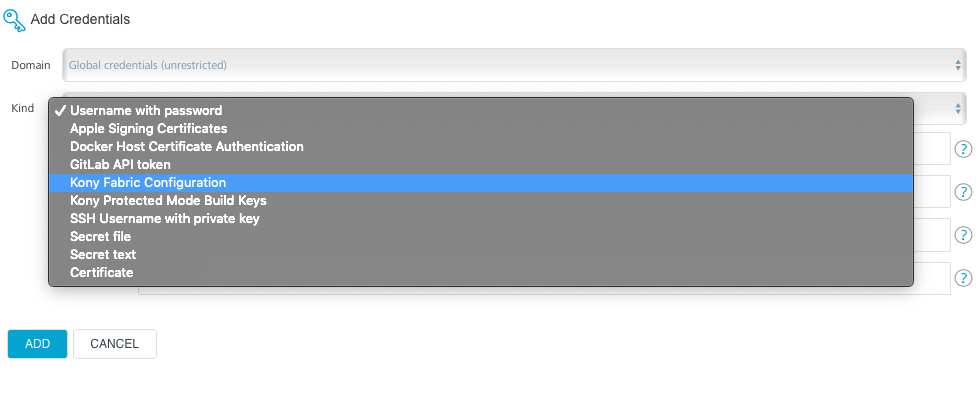 Add Credentials
Domain Global credentials (unrestricted)
Kind
✓ Username with password
Apple Signing Certificates
Docker Host Certificate Authentication
GitLab API token
Kony Fabric Configuration
Kony Protected Mode Build Keys
SSH Username with private key
Secret file
Secret text
Certificate
?
?
?
?
ADD CANCEL